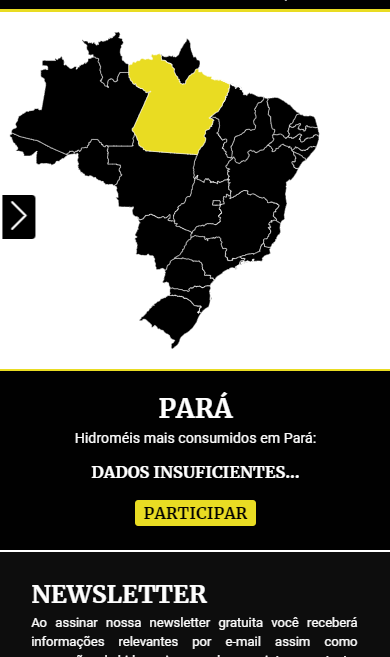 PARÁ
Hidroméis mais consumidos em Pará:
DADOS INSUFICIENTES...
PARTICIPAR
NEWSLETTER
Ao assinar nossa newsletter gratuita você receberá
informações relevantes por e-mail assim como